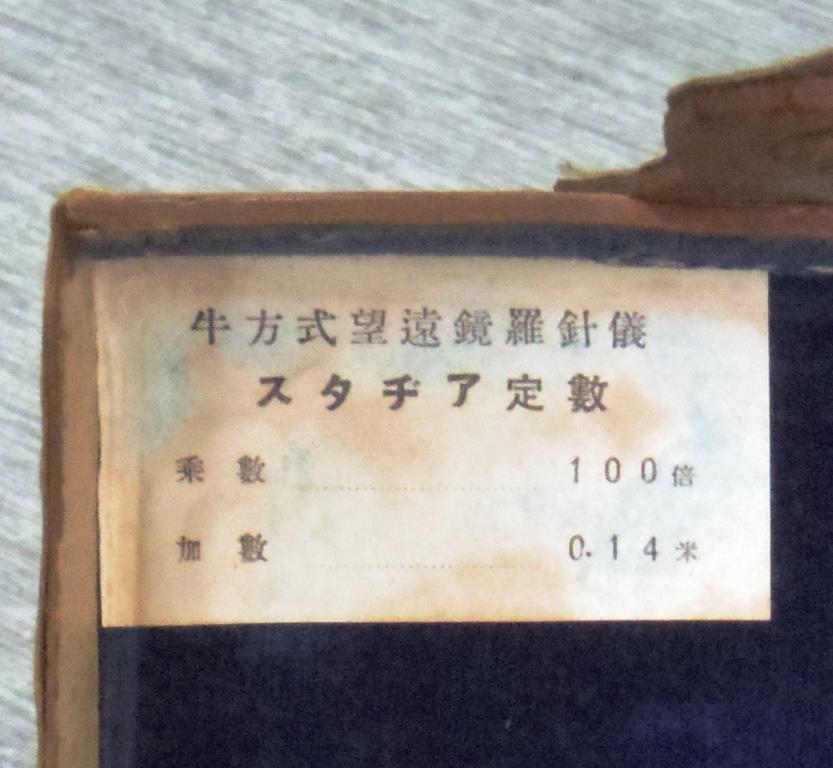 牛方式望遠鏡羅針儀
スタヂア定數
乘數 100倍
加數 0.14米